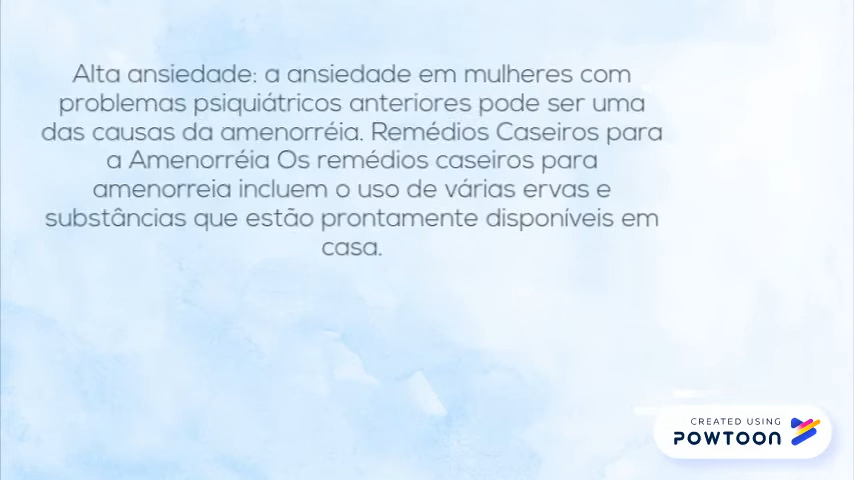 Alta ansiedade: a ansiedade em mulheres com
problemas psiquiátricos anteriores pode ser uma
das causas da amenorréia. Remédios Caseiros para
a Amenorréia Os remédios caseiros para
amenorreia incluem o uso de várias ervas e
substâncias que estão prontamente disponíveis em
casa.
CREATED USING
POWTOON